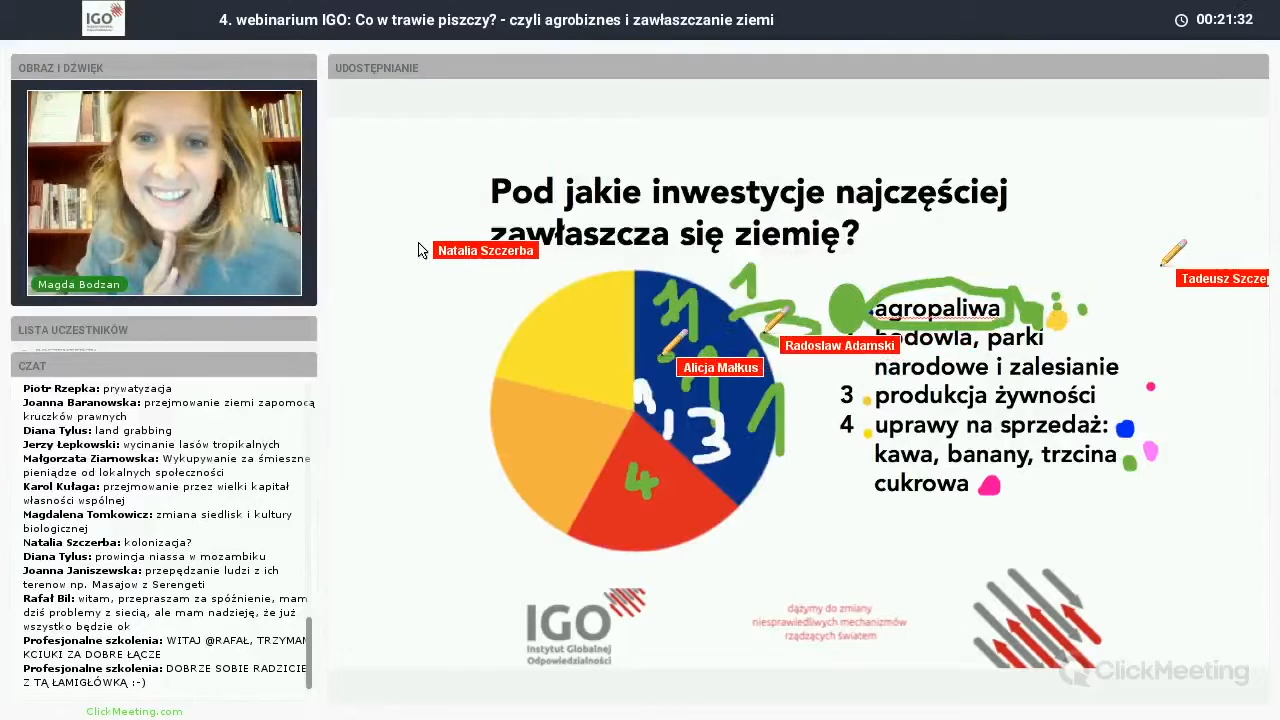 IGO
4. webinarium IGO: Co w trawie piszczy? - czyli agrobiznes i zawłaszczanie ziemi
00:21:32
OBRAZ I DŹWIĘK
Magda Bodzan
LISTA UCZESTNIKÓW
CZAT
Piotr Rzepka: prywatyzacja
Joanna Baranowska: przejmowanie ziemi zapomocą
kruczków prawnych
Diana Tylus: land grabbing
Jerzy Łepkowski: wycinanie lasów tropikalnych
Małgorzata Ziarnowska: Wykupywanie za śmieszne
pieniądze od lokalnych społeczności
Karol Kułaga: przejmowanie przez wielki kapitał
własności wspólnej
Magdalena Tomkowicz: zmiana siedlisk i kultury
biologicznej
Natalia Szczerba: kolonizacja?
Diana Tylus: prowincja niassa w mozambiku
Joanna Janiszewska: przepędzanie ludzi z ich
terenow np. Masajow z Serengeti
Rafał Bil: witam, przepraszam za spóźnienie, mam
dziś problemy z siecią, ale mam nadzieję, że już
wszystko będzie ok
Profesjonalne szkolenia: WITAJ @RAFAŁ, TRZYMAM
KCIUKI ZA DOBRE ŁĄCZE
Profesjonalne szkolenia: DOBRZE SOBIE RADZICIE
Z TĄ ŁAMIGŁÓWKĄ :-)
ClickMeeting.com
UDOSTĘPNIANIE
Pod jakie inwestycje najczęściej
zawłaszcza się ziemię?
Natalia Szczerba
Tadeusz Szczep
Radoslaw Adamski
Alicja Małkus
1
1
1
1
1
3
4
agropaliwa
hodowla, parki
narodowe i zalesianie
3 produkcja żywności
4 uprawy na sprzedaż:
kawa, banany, trzcina
cukrowa
IGO
Instytut Globalnej
Odpowiedzialności
dążymy do zmiany
niesprawiedliwych mechanizmów
rządzących światem
ClickMeeting